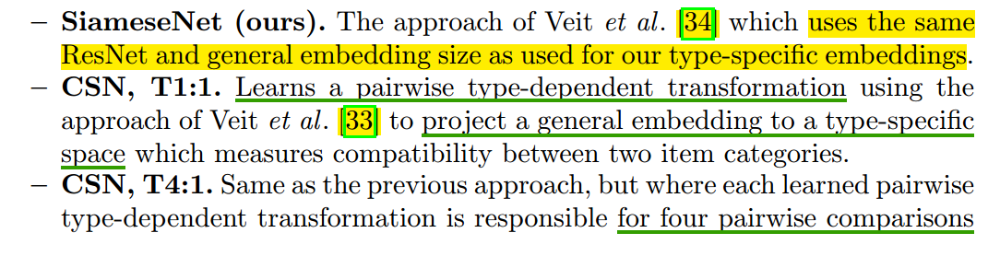 – SiameseNet (ours). The approach of Veit et al. [34] which uses the same
ResNet and general embedding size as used for our type-specific embeddings.
– CSN, T1:1. Learns a pairwise type-dependent transformation using the
approach of Veit et al. [33] to project a general embedding to a type-specific
space which measures compatibility between two item categories.
– CSN, T4:1. Same as the previous approach, but where each learned pairwise
type-dependent transformation is responsible for four pairwise comparisons